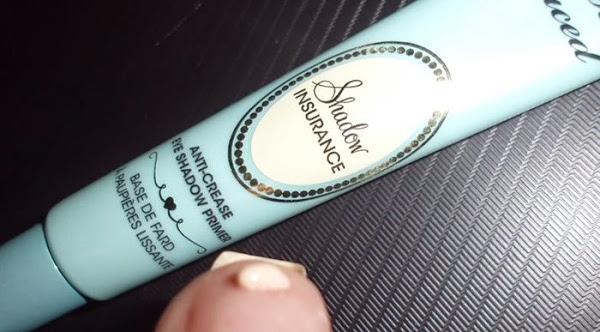 Shadow
INSURANCE
ANTI-CREASE
EYE SHADOW PRIMER
BASE DE FARD
PAUPIÈRES LISSANTE